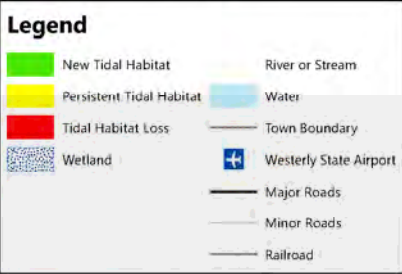 Legend
New Tidal Habitat
Persistent Tidal Habitat
Tidal Habitat Loss
Wetland
River or Stream
Water
Town Boundary
Westerly State Airport
Major Roads
Minor Roads
Railroad